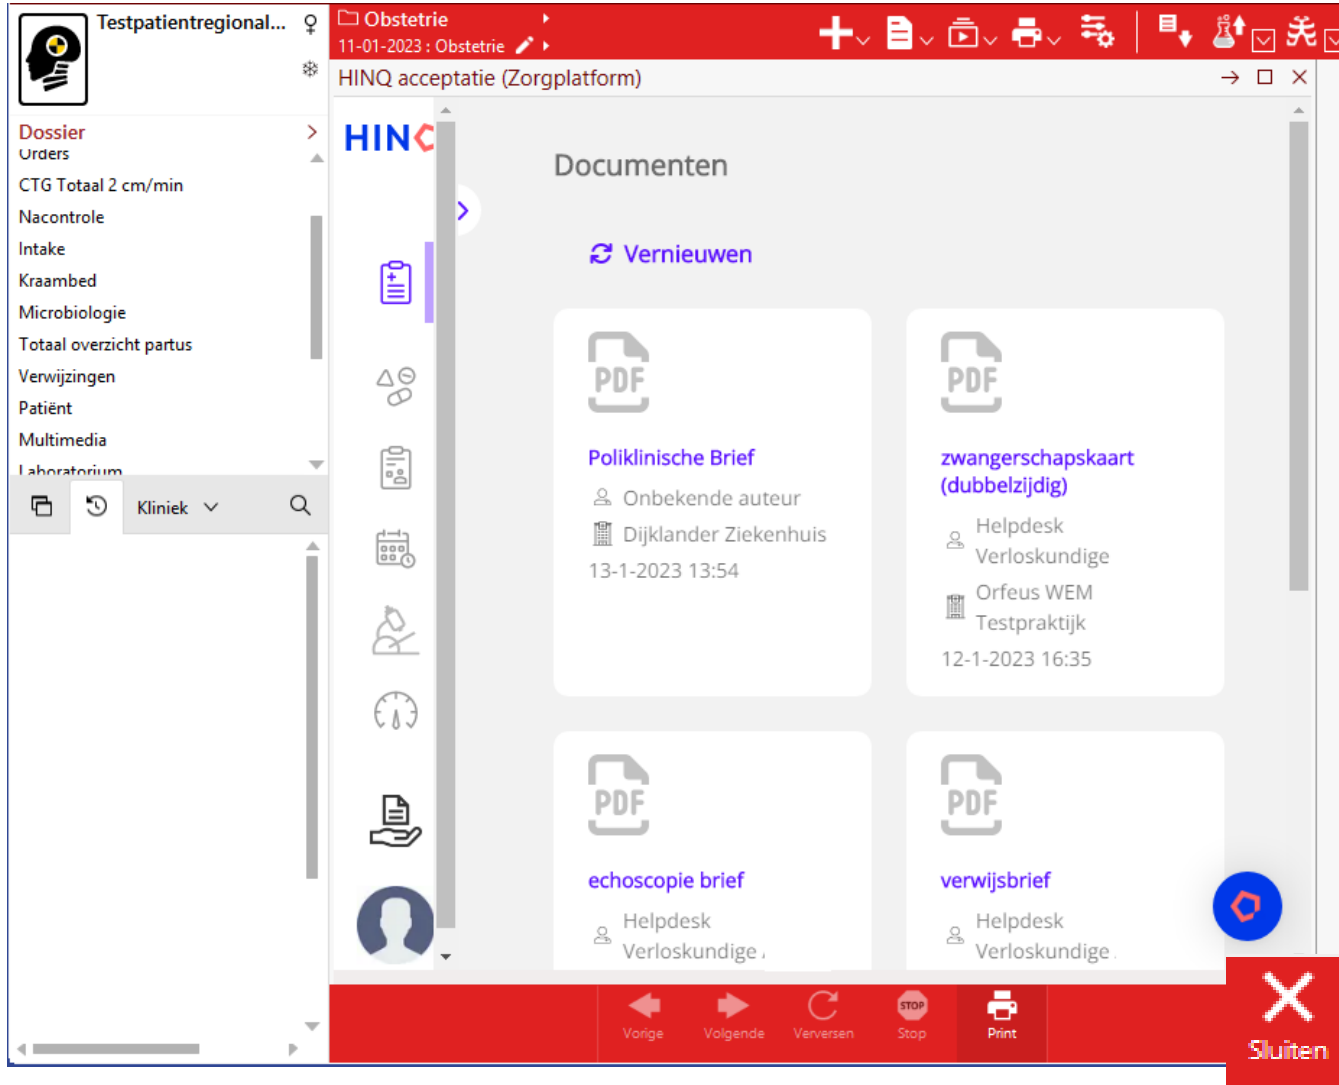 Testpatientregional...
Obstetrie
11-01-2023 : Obstetrie
HINQ acceptatie (Zorgplatform)
Dossier
Orders
CTG Totaal 2 cm/min
Nacontrole
Intake
Kraambed
Microbiologie
Totaal overzicht partus
Verwijzingen
Patiënt
Multimedia
Laboratorium
Kliniek
HINQ
Documenten
Vernieuwen
PDF
Poliklinische Brief
Onbekende auteur
Dijklander Ziekenhuis
13-1-2023 13:54
PDF
zwangerschapskaart
(dubbelzijdig)
Helpdesk
Verloskundige
Orfeus WEM
Testpraktijk
12-1-2023 16:35
PDF
echoscopie brief
Helpdesk
Verloskundige
PDF
verwijsbrief
Helpdesk
Verloskundige
Vorige
Volgende
Verversen
STOP
Stop
Print
Sluiten